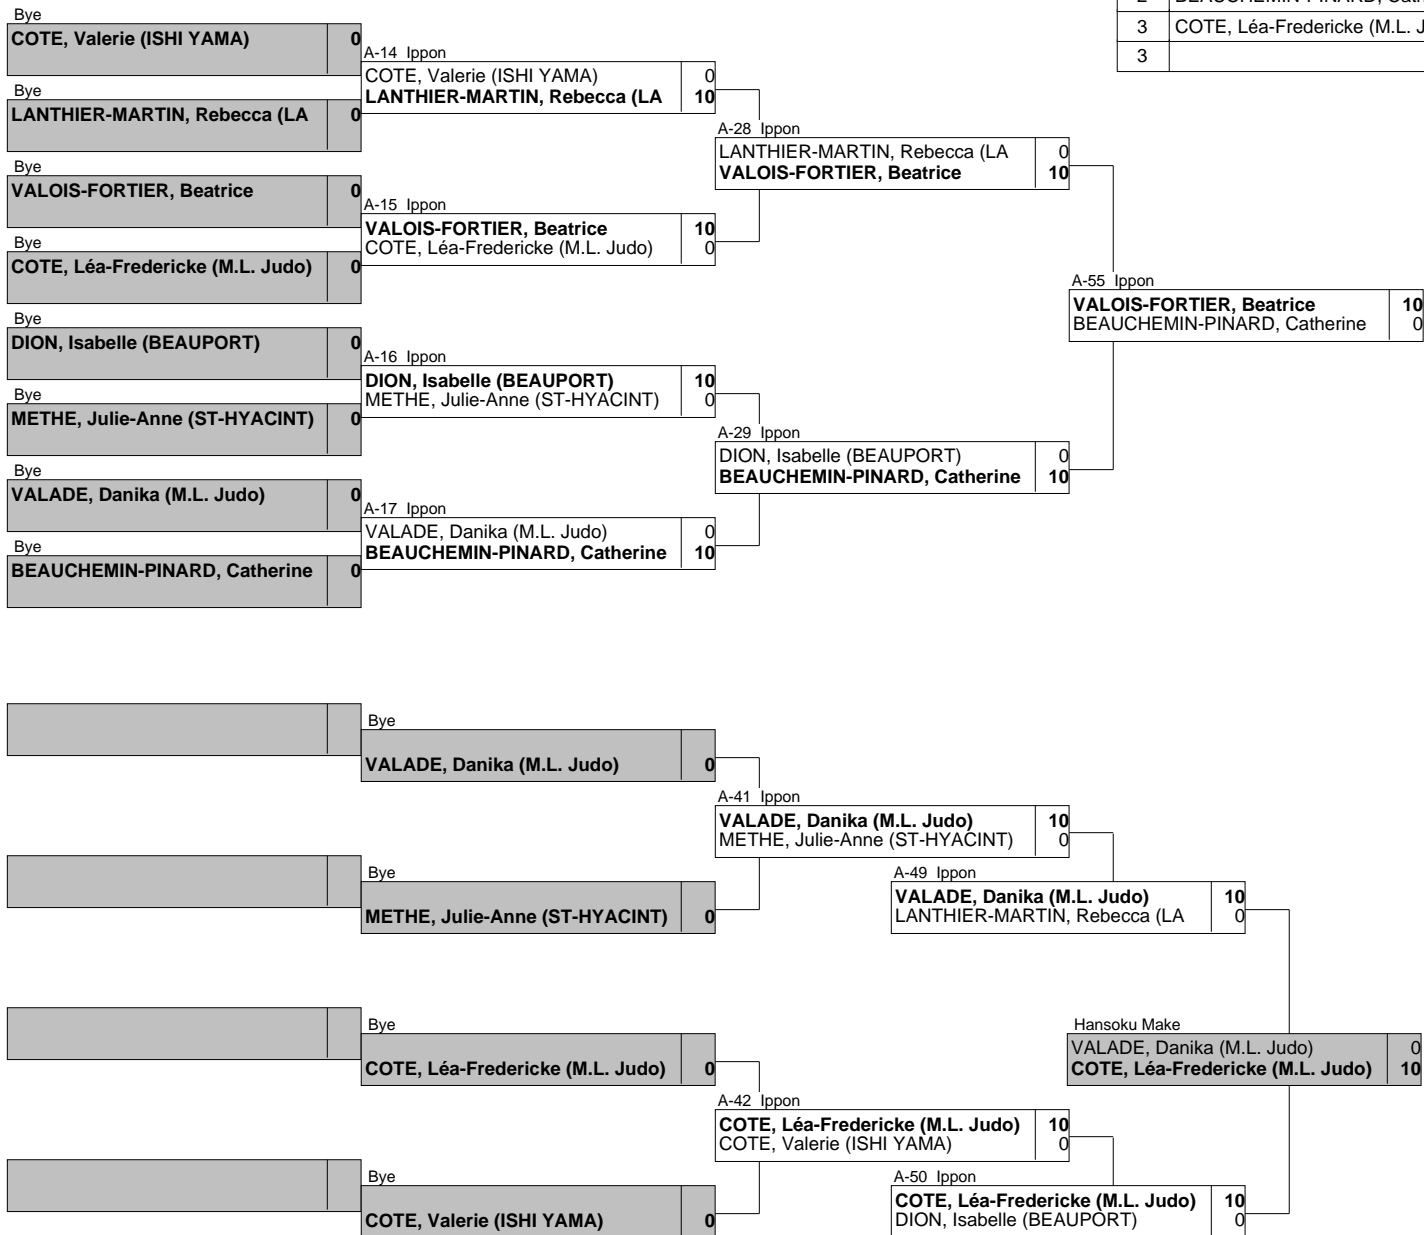 2 BEAUCHEMIN-PINARD,
3 COTE, Léa-Fredericke (M.L.
3
Bye
COTE, Valerie (ISHI YAMA) 0
Bye
LANTHIER-MARTIN, Rebecca (LA 0
Bye
VALOIS-FORTIER, Beatrice 0
Bye
COTE, Léa-Fredericke (M.L. Judo) 0
Bye
DION, Isabelle (BEAUPORT) 0
Bye
METHE, Julie-Anne (ST-HYACINT) 0
Bye
VALADE, Danika (M.L. Judo) 0
Bye
BEAUCHEMIN-PINARD, Catherine 0
A-14 Ippon
COTE, Valerie (ISHI YAMA) 0
LANTHIER-MARTIN, Rebecca (LA 10
A-15 Ippon
VALOIS-FORTIER, Beatrice 10
COTE, Léa-Fredericke (M.L. Judo) 0
A-16 Ippon
DION, Isabelle (BEAUPORT) 10
METHE, Julie-Anne (ST-HYACINT) 0
A-17 Ippon
VALADE, Danika (M.L. Judo) 0
BEAUCHEMIN-PINARD, Catherine 10
A-28 Ippon
LANTHIER-MARTIN, Rebecca (LA 0
VALOIS-FORTIER, Beatrice 10
A-29 Ippon
DION, Isabelle (BEAUPORT) 0
BEAUCHEMIN-PINARD, Catherine 10
A-55 Ippon
VALOIS-FORTIER, Beatrice 10
BEAUCHEMIN-PINARD, Catherine 0
Bye
VALADE, Danika (M.L. Judo) 0
Bye
METHE, Julie-Anne (ST-HYACINT) 0
Bye
COTE, Léa-Fredericke (M.L. Judo) 0
Bye
COTE, Valerie (ISHI YAMA) 0
A-41 Ippon
VALADE, Danika (M.L. Judo) 10
METHE, Julie-Anne (ST-HYACINT) 0
A-42 Ippon
COTE, Léa-Fredericke (M.L. Judo) 10
COTE, Valerie (ISHI YAMA) 0
A-49 Ippon
VALADE, Danika (M.L. Judo) 10
LANTHIER-MARTIN, Rebecca (LA 0
A-50 Ippon
COTE, Léa-Fredericke (M.L. Judo) 10
DION, Isabelle (BEAUPORT) 0
Hansoku Make
VALADE, Danika (M.L. Judo) 0
COTE, Léa-Fredericke (M.L. Judo) 10